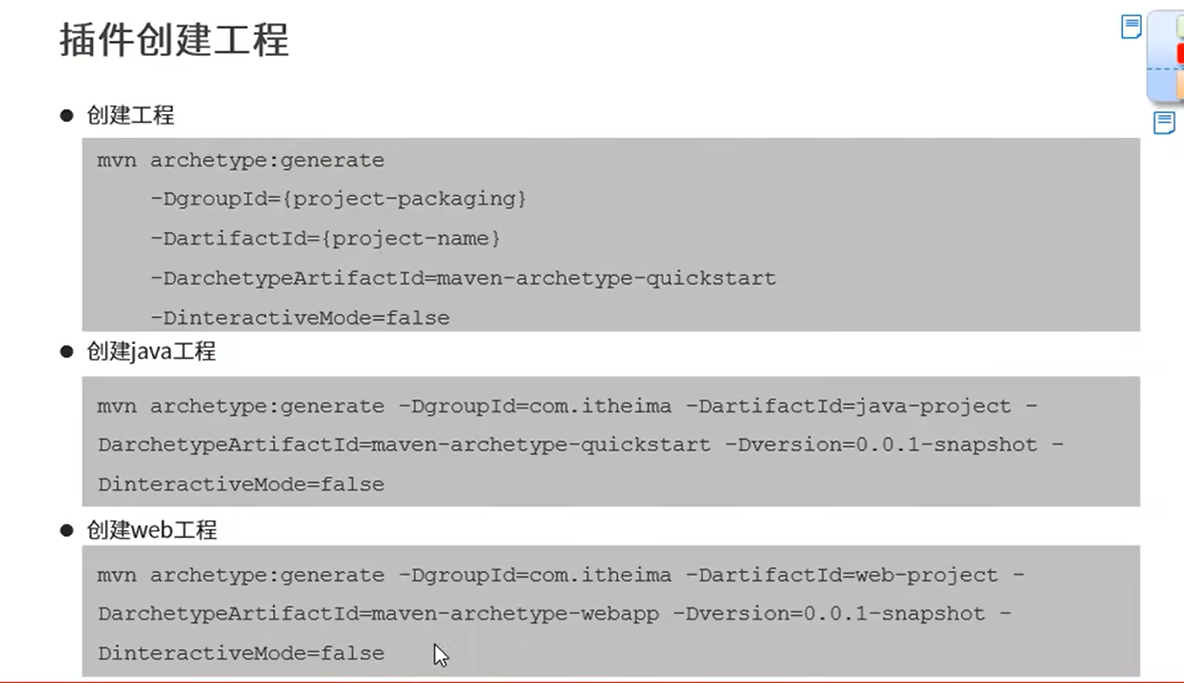 插件创建工程
● 创建工程
mvn archetype:generate
-DgroupId={project-packaging}
-DartifactId={project-name}
-DarchetypeArtifactId=maven-archetype-quickstart
-DinteractiveMode=false
● 创建java工程
mvn archetype:generate -DgroupId=com.itheima -DartifactId=java-project -
DarchetypeArtifactId=maven-archetype-quickstart -Dversion=0.0.1-snapshot -
DinteractiveMode=false
● 创建web工程
mvn archetype:generate -DgroupId=com.itheima -DartifactId=web-project -
DarchetypeArtifactId=maven-archetype-webapp -Dversion=0.0.1-snapshot -
DinteractiveMode=false